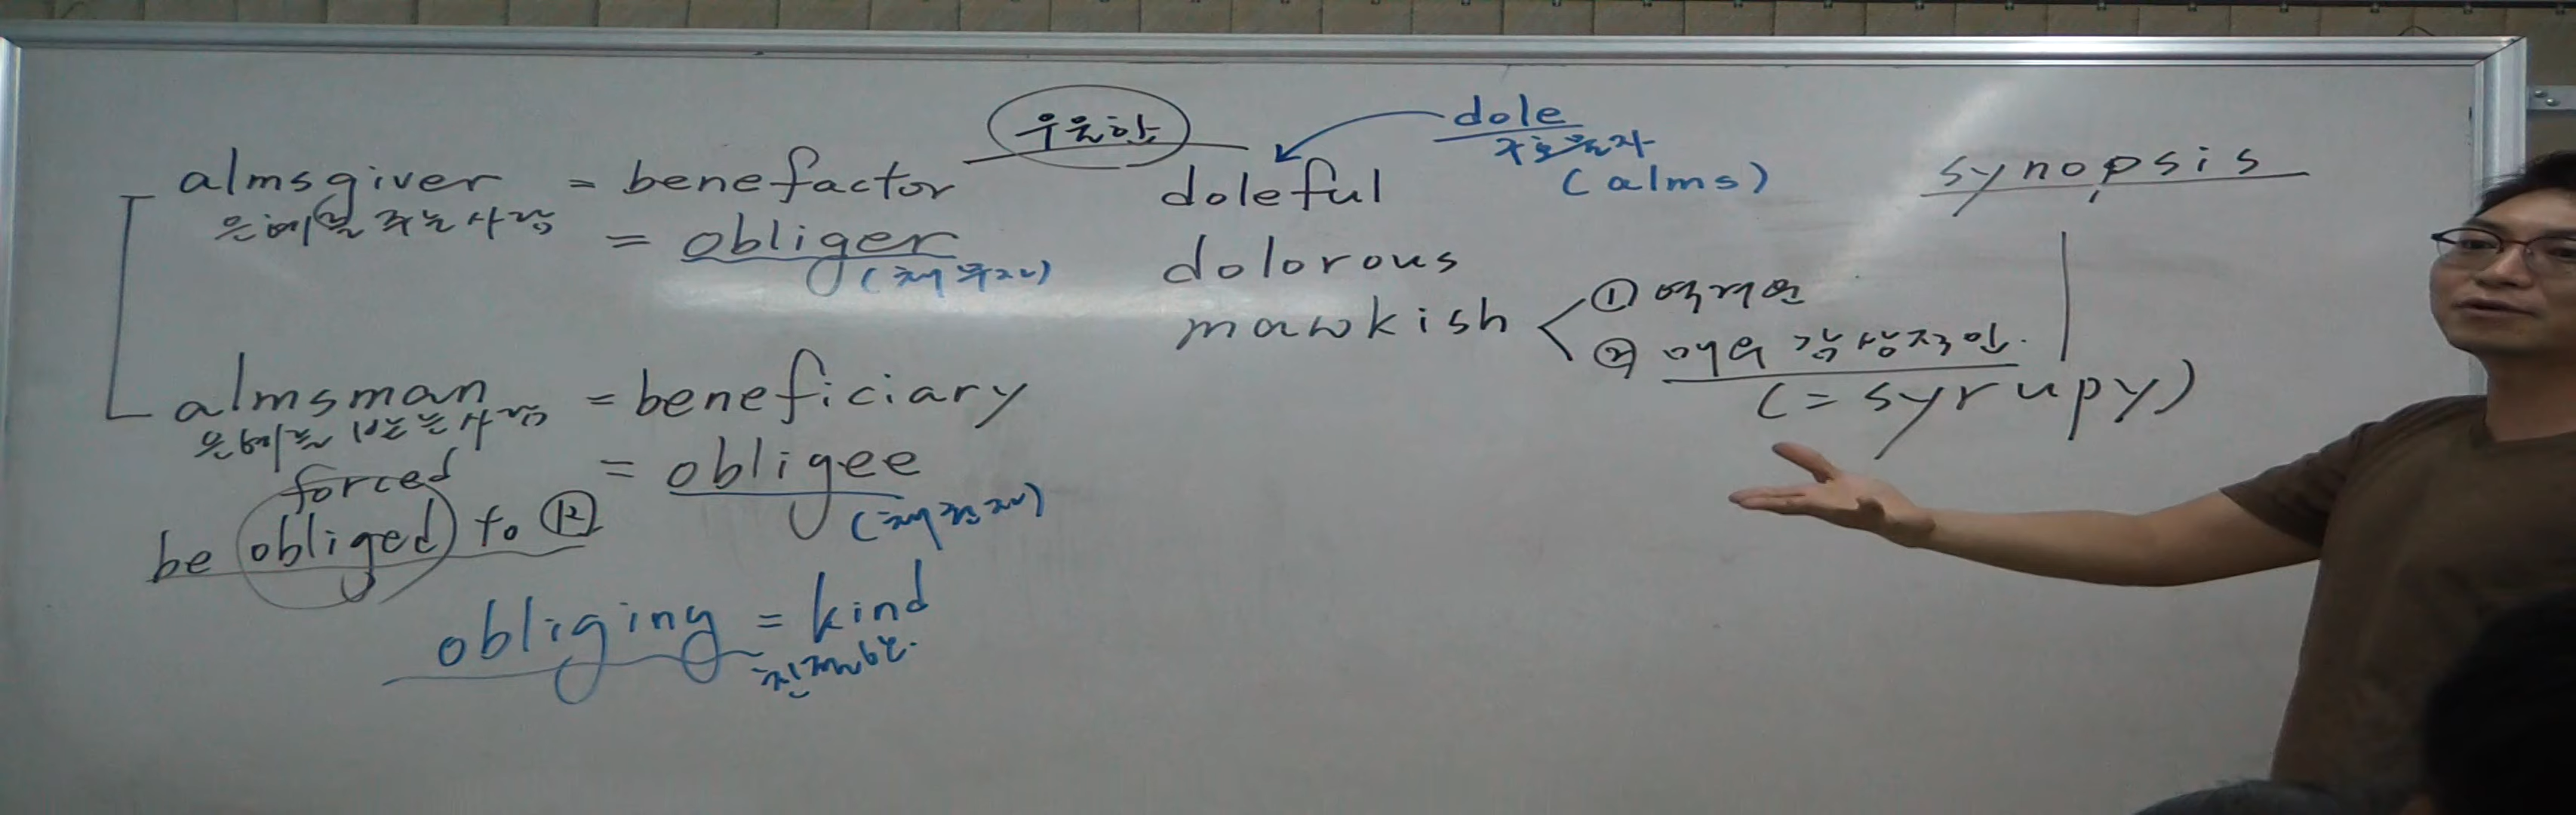 almsgiver = benefactor
은혜를 주는 사람
= obliger
(채무자)
almsman = beneficiary
은혜를 받는 사람
= obligee
(채권자)
forced
be obliged to Ⓡ
obliging = kind
친절한.
우울한
doleful
dole
구호물자
(alms)
dolorous
mawkish
① 역겨운
② 매우 감상적인.
(= syrupy)
synopsis